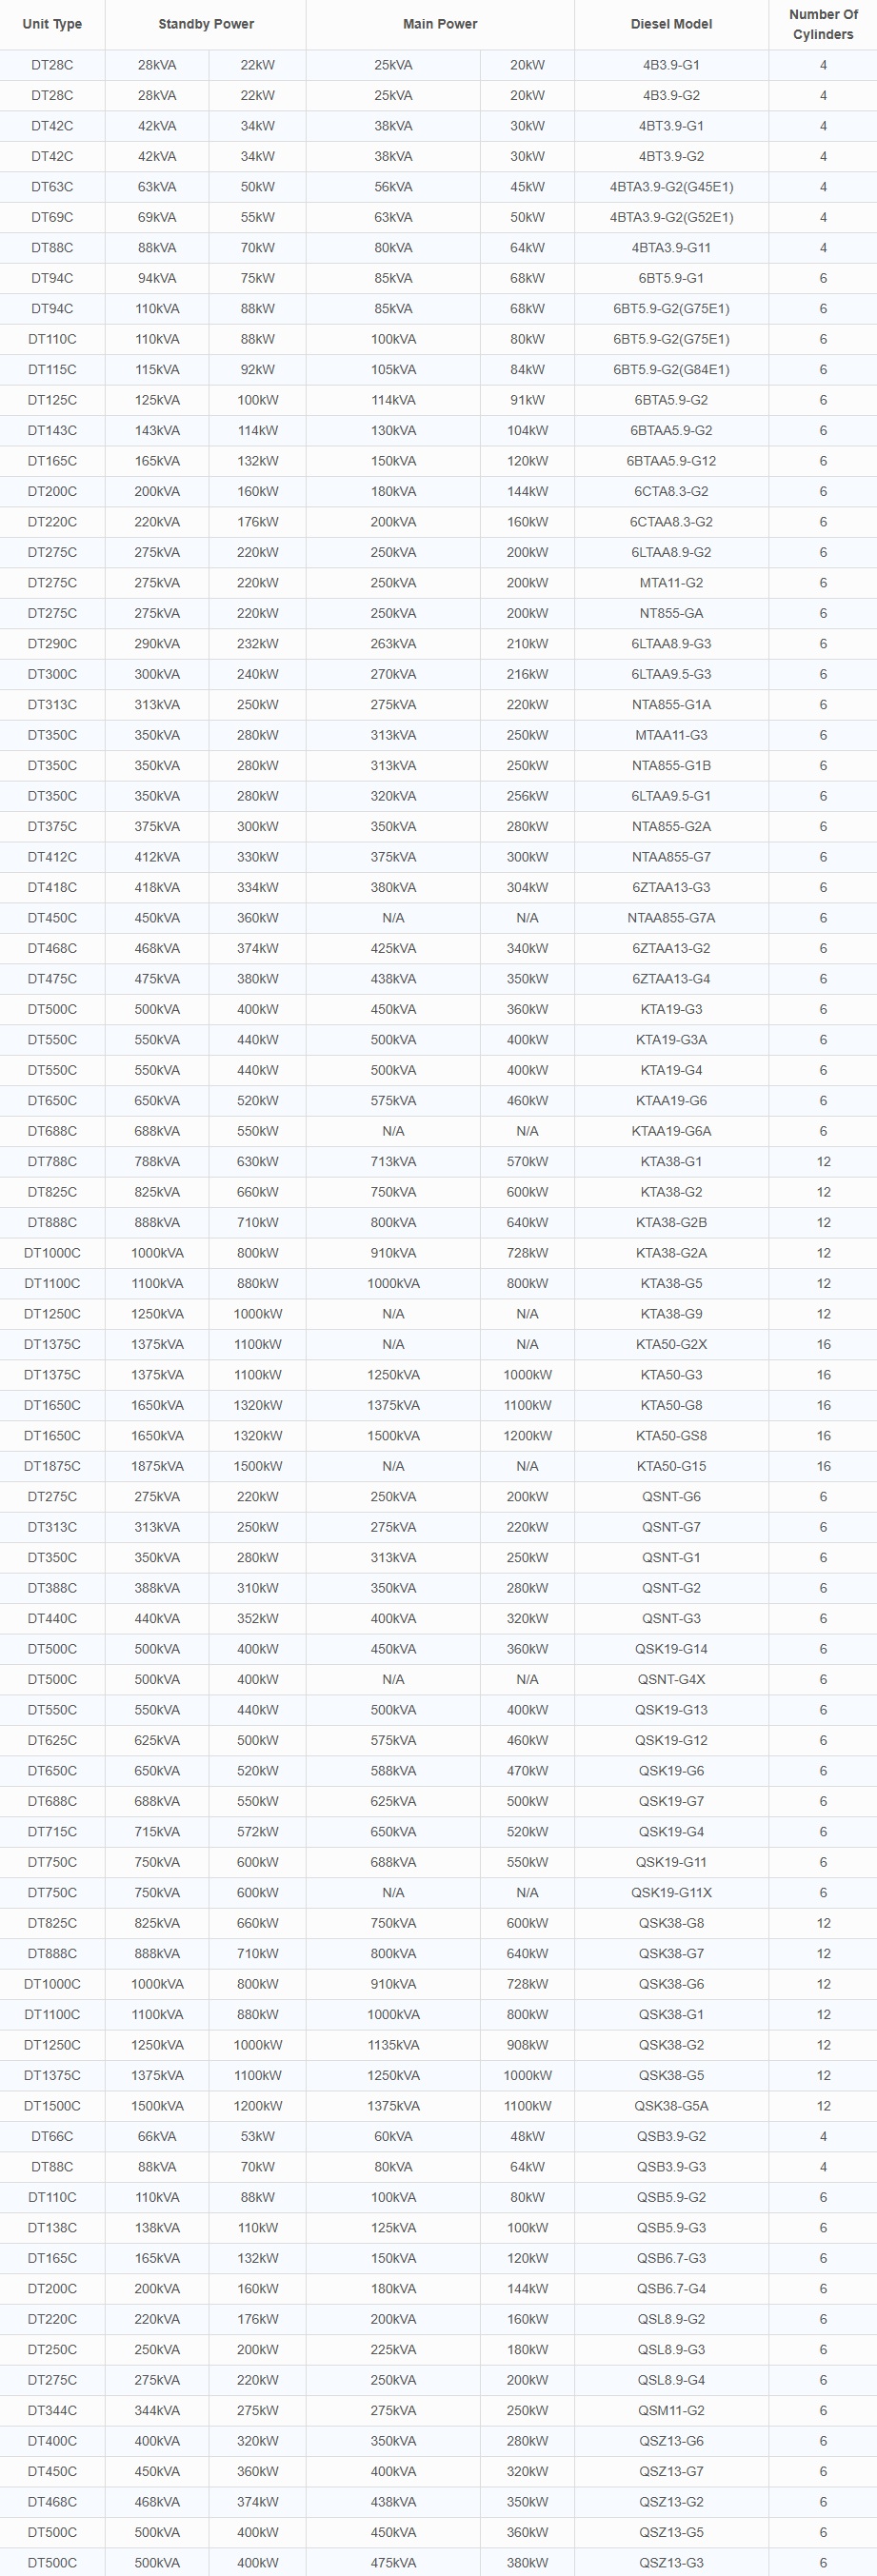 Unit Type Standby Power Main Power Diesel Model Number Of Cylinders
DT28C 28kVA 22kW 25kVA 20kW 4B3.9-G1 4
DT28C 28kVA 22kW 25kVA 20kW 4B3.9-G2 4
DT42C 42kVA 34kW 38kVA 30kW 4BT3.9-G1 4
DT42C 42kVA 34kW 38kVA 30kW 4BT3.9-G2 4
DT63C 63kVA 50kW 56kVA 45kW 4BTA3.9-G2(G45E1) 4
DT69C 69kVA 55kW 63kVA 50kW 4BTA3.9-G2(G52E1) 4
DT88C 88kVA 70kW 80kVA 64kW 4BTA3.9-G11 4
DT94C 94kVA 75kW 85kVA 68kW 6BT5.9-G1 6
DT94C 110kVA 88kW 85kVA 68kW 6BT5.9-G2(G75E1) 6
DT110C 110kVA 88kW 100kVA 80kW 6BT5.9-G2(G75E1) 6
DT115C 115kVA 92kW 105kVA 84kW 6BT5.9-G2(G84E1) 6
DT125C 125kVA 100kW 114kVA 91kW 6BTA5.9-G2 6
DT143C 143kVA 114kW 130kVA 104kW 6BTAA5.9-G2 6
DT165C 165kVA 132kW 150kVA 120kW 6BTAA5.9-G12 6
DT200C 200kVA 160kW 180kVA 144kW 6CTA8.3-G2 6
DT220C 220kVA 176kW 200kVA 160kW 6CTAA8.3-G2 6
DT275C 275kVA 220kW 250kVA 200kW 6LTAA8.9-G2 6
DT275C 275kVA 220kW 250kVA 200kW MTA11-G2 6
DT275C 275kVA 220kW 250kVA 200kW NT855-GA 6
DT290C 290kVA 232kW 263kVA 210kW 6LTAA8.9-G3 6
DT300C 300kVA 240kW 270kVA 216kW 6LTAA9.5-G3 6
DT313C 313kVA 250kW 275kVA 220kW NTA855-G1A 6
DT350C 350kVA 280kW 313kVA 250kW MTAA11-G3 6
DT350C 350kVA 280kW 313kVA 250kW NTA855-G1B 6
DT350C 350kVA 280kW 320kVA 256kW 6LTAA9.5-G1 6
DT375C 375kVA 300kW 350kVA 280kW NTA855-G2A 6
DT412C 412kVA 330kW 375kVA 300kW NTAA855-G7 6
DT418C 418kVA 334kW 380kVA 304kW 6ZTAA13-G3 6
DT450C 450kVA 360kW N/A N/A NTAA855-G7A 6
DT468C 468kVA 374kW 425kVA 340kW 6ZTAA13-G2 6
DT475C 475kVA 380kW 438kVA 350kW 6ZTAA13-G4 6
DT500C 500kVA 400kW 450kVA 360kW KTA19-G3 6
DT550C 550kVA 440kW 500kVA 400kW KTA19-G3A 6
DT550C 550kVA 440kW 500kVA 400kW KTA19-G4 6
DT650C 650kVA 520kW 575kVA 460kW KTAA19-G6 6
DT688C 688kVA 550kW N/A N/A KTAA19-G6A 6
DT788C 788kVA 630kW 713kVA 570kW KTA38-G1 12
DT825C 825kVA 660kW 750kVA 600kW KTA38-G2 12
DT888C 888kVA 710kW 800kVA 640kW KTA38-G2B 12
DT1000C 1000kVA 800kW 910kVA 728kW KTA38-G2A 12
DT1100C 1100kVA 880kW 1000kVA 800kW KTA38-G5 12
DT1250C 1250kVA 1000kW N/A N/A KTA38-G9 12
DT1375C 1375kVA 1100kW N/A N/A KTA50-G2X 16
DT1375C 1375kVA 1100kW 1250kVA 1000kW KTA50-G3 16
DT1650C 1650kVA 1320kW 1375kVA 1100kW KTA50-G8 16
DT1650C 1650kVA 1320kW 1500kVA 1200kW KTA50-GS8 16
DT1875C 1875kVA 1500kW N/A N/A KTA50-G15 16
DT275C 275kVA 220kW 250kVA 200kW QSNT-G6 6
DT313C 313kVA 250kW 275kVA 220kW QSNT-G7 6
DT350C 350kVA 280kW 313kVA 250kW QSNT-G1 6
DT388C 388kVA 310kW 350kVA 280kW QSNT-G2 6
DT440C 440kVA 352kW 400kVA 320kW QSNT-G3 6
DT500C 500kVA 400kW 450kVA 360kW QSK19-G14 6
DT500C 500kVA 400kW N/A N/A QSNT-G4X 6
DT550C 550kVA 440kW 500kVA 400kW QSK19-G13 6
DT625C 625kVA 500kW 575kVA 460kW QSK19-G12 6
DT650C 650kVA 520kW 588kVA 470kW QSK19-G6 6
DT688C 688kVA 550kW 625kVA 500kW QSK19-G7 6
DT715C 715kVA 572kW 650kVA 520kW QSK19-G4 6
DT750C 750kVA 600kW 688kVA 550kW QSK19-G11 6
DT750C 750kVA 600kW N/A N/A QSK19-G11X 6
DT825C 825kVA 660kW 750kVA 600kW QSK38-G8 12
DT888C 888kVA 710kW 800kVA 640kW QSK38-G7 12
DT1000C 1000kVA 800kW 910kVA 728kW QSK38-G6 12
DT1100C 1100kVA 880kW 1000kVA 800kW QSK38-G1 12
DT1250C 1250kVA 1000kW 1135kVA 908kW QSK38-G2 12
DT1375C 1375kVA 1100kW 1250kVA 1000kW QSK38-G5 12
DT1500C 1500kVA 1200kW 1375kVA 1100kW QSK38-G5A 12
DT66C 66kVA 53kW 60kVA 48kW QSB3.9-G2 4
DT88C 88kVA 70kW 80kVA 64kW QSB3.9-G3 4
DT110C 110kVA 88kW 100kVA 80kW QSB5.9-G2 6
DT138C 138kVA 110kW 125kVA 100kW QSB5.9-G3 6
DT165C 165kVA 132kW 150kVA 120kW QSB6.7-G3 6
DT200C 200kVA 160kW 180kVA 144kW QSB6.7-G4 6
DT220C 220kVA 176kW 200kVA 160kW QSL8.9-G2 6
DT250C 250kVA 200kW 225kVA 180kW QSL8.9-G3 6
DT275C 275kVA 220kW 250kVA 200kW QSL8.9-G4 6
DT344C 344kVA 275kW 275kVA 250kW QSM11-G2 6
DT400C 400kVA 320kW 350kVA 280kW QSZ13-G6 6
DT450C 450kVA 360kW 400kVA 320kW QSZ13-G7 6
DT468C 468kVA 374kW 438kVA 350kW QSZ13-G2 6
DT500C 500kVA 400kW 450kVA 360kW QSZ13-G5 6
DT500C 500kVA 400kW 475kVA 380kW QSZ13-G3 6